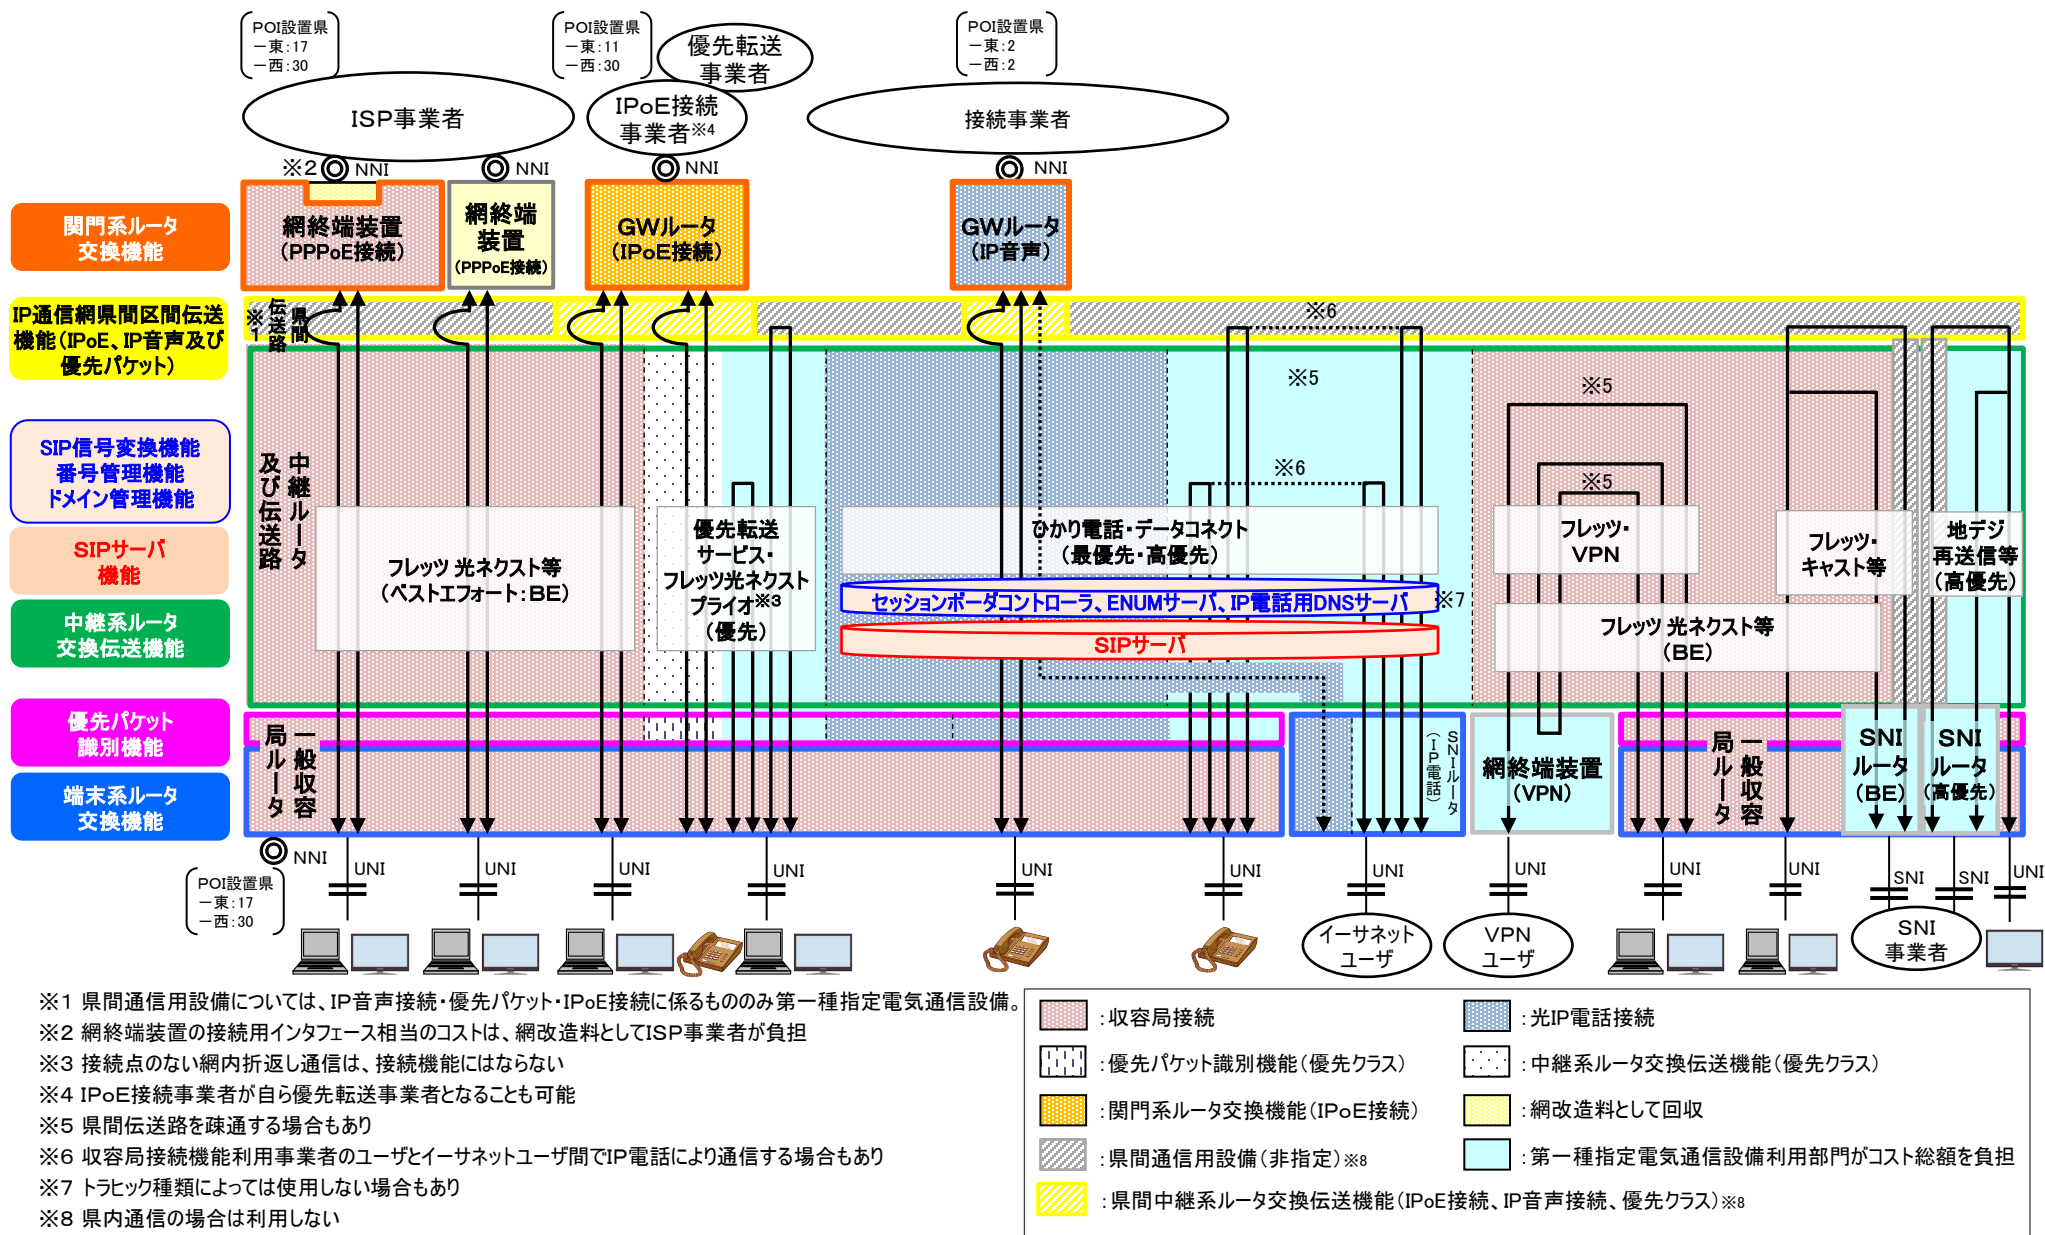 POI設置県
－東：17
－西：30
POI設置県
－東：11
－西：30
優先転送
事業者
POI設置県
－東：2
－西：2
ISP事業者
IPoE接続
事業者※4
接続事業者
※2
NNI
NNI
NNI
NNI
関門系ルータ
交換機能
網終端装置
（PPPoE接続）
網終端
装置
（PPPoE接続）
GWルータ
（IPoE接続）
GWルータ
（IP音声）
IP通信網県間区間伝送
機能（IPoE、IP音声及び
優先パケット）
県間
伝送路
※1
※6
※5
※5
※6
※5
SIP信号変換機能
番号管理機能
ドメイン管理機能
SIPサーバ
機能
中継系ルータ
交換伝送機能
優先パケット
識別機能
端末系ルータ
交換機能
中継ルータ
及び伝送路
フレッツ 光ネクスト等
（ベストエフォート：BE）
優先転送
サービス・
フレッツ光ネクスト
プライオ※3
（優先）
ひかり電話・データコネクト
（最優先・高優先）
セッションボーダコントローラ、ENUMサーバ、IP電話用DNSサーバ
※7
SIPサーバ
フレッツ・
VPN
フレッツ 光ネクスト等
（BE）
フレッツ・
キャスト等
地デジ
再送信等
（高優先）
一般収容
局ルータ
SNIルータ
（IP電話）
網終端装置
（VPN）
一般収容
局ルータ
SNI
ルータ
（BE）
SNI
ルータ
（高優先）
NNI
POI設置県
－東：17
－西：30
UNI
UNI
UNI
UNI
UNI
UNI
UNI
UNI
UNI
UNI
SNI
SNI
UNI
イーサネット
ユーザ
VPN
ユーザ
SNI
事業者
※1 県間通信用設備については、IP音声接続・優先パケット・IPoE接続に係るもののみ第一種指定電気通信設備。
※2 網終端装置の接続用インタフェース相当のコストは、網改造料としてISP事業者が負担
※3 接続点のない網内折返し通信は、接続機能にはならない
※4 IPoE接続事業者が自ら優先転送事業者となることも可能
※5 県間伝送路を疎通する場合もあり
※6 収容局接続機能利用事業者のユーザとイーサネットユーザ間でIP電話により通信する場合もあり
※7 トラヒック種類によっては使用しない場合もあり
※8 県内通信の場合は利用しない
：収容局接続
：光IP電話接続
：優先パケット識別機能（優先クラス）
：中継系ルータ交換伝送機能（優先クラス）
：関門系ルータ交換機能（IPoE接続）
：網改造料として回収
：県間通信用設備（非指定）※8
：第一種指定電気通信設備利用部門がコスト総額を負担
：県間中継系ルータ交換伝送機能（IPoE接続、IP音声接続、優先クラス）※8